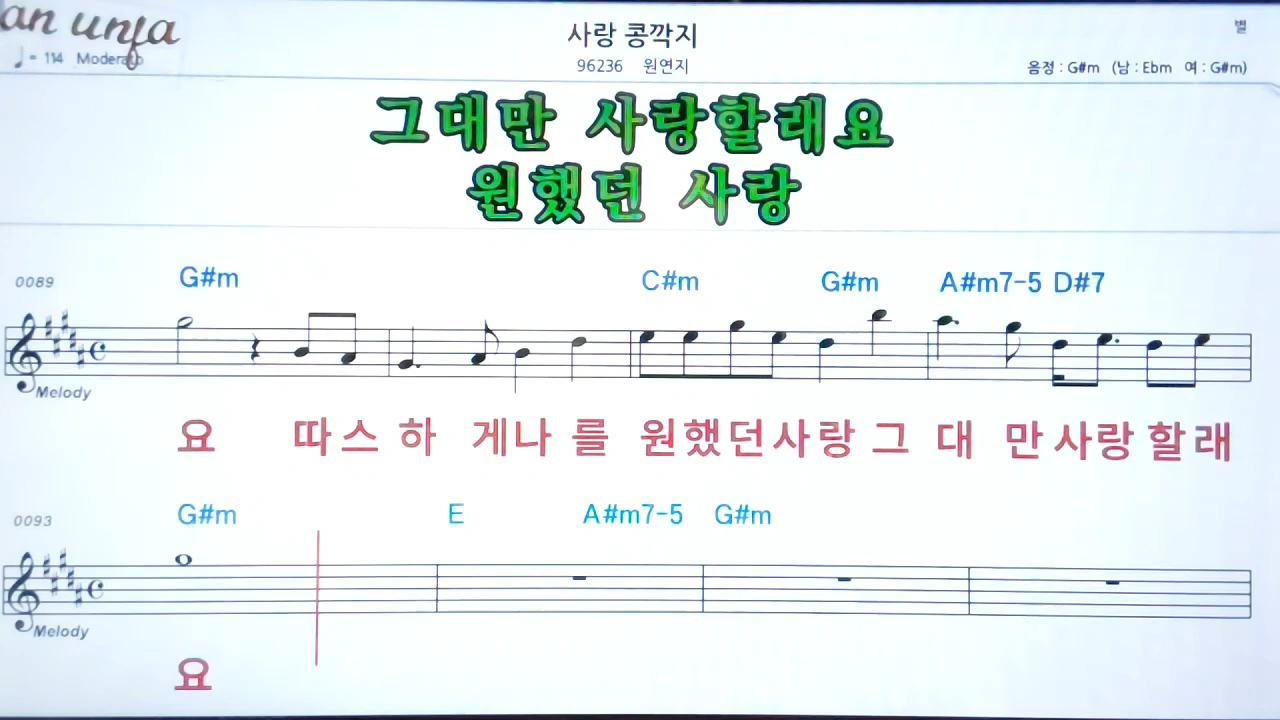 an unja
사랑 콩깍지
별
♩= 114 Moderato
96236 원연지
음정 : G#m (남 : Ebm 여 : G#m)
그대만 사랑할래요
원했던 사랑
0089 G#m C#m G#m A#m7-5 D#7
Melody
요 따스 하 게나 를 원했던사랑 그 대 만사랑 할래
0093 G#m E A#m7-5 G#m
Melody
요